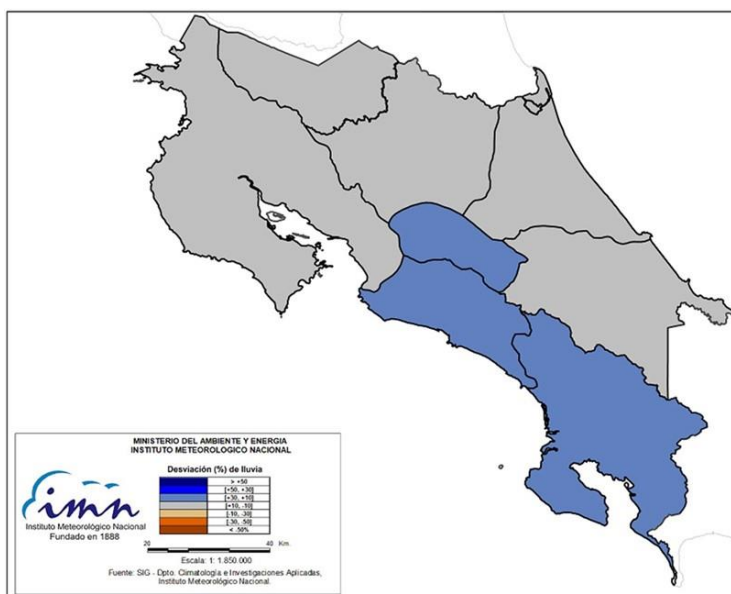 MINISTERIO DEL AMBIENTE Y ENERGIA
INSTITUTO METEOROLOGICO NACIONAL
Desviación (%) de lluvia
> +50
[+50, +30]
[+30, +10]
[+10, -10]
[-10, -30]
[-30, -50]
< -50%
imn
Instituto Meteorológico Nacional
Fundado en 1888
20 0 40 Km.
Escala: 1: 1.850.000
Fuente: SIG - Dpto. Climatología e Investigaciones Aplicadas,
Instituto Meteorológico Nacional.